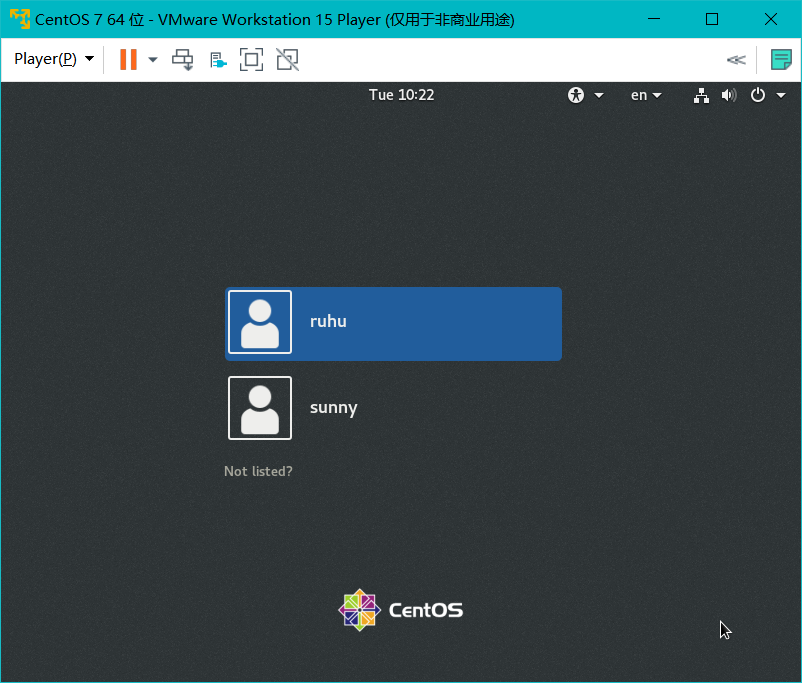 CentOS 7 64 位 - VMware Workstation 15 Player (仅用于非商业用途)
Player(P)
Tue 10:22
en
ruhu
sunny
Not listed?
CentOS